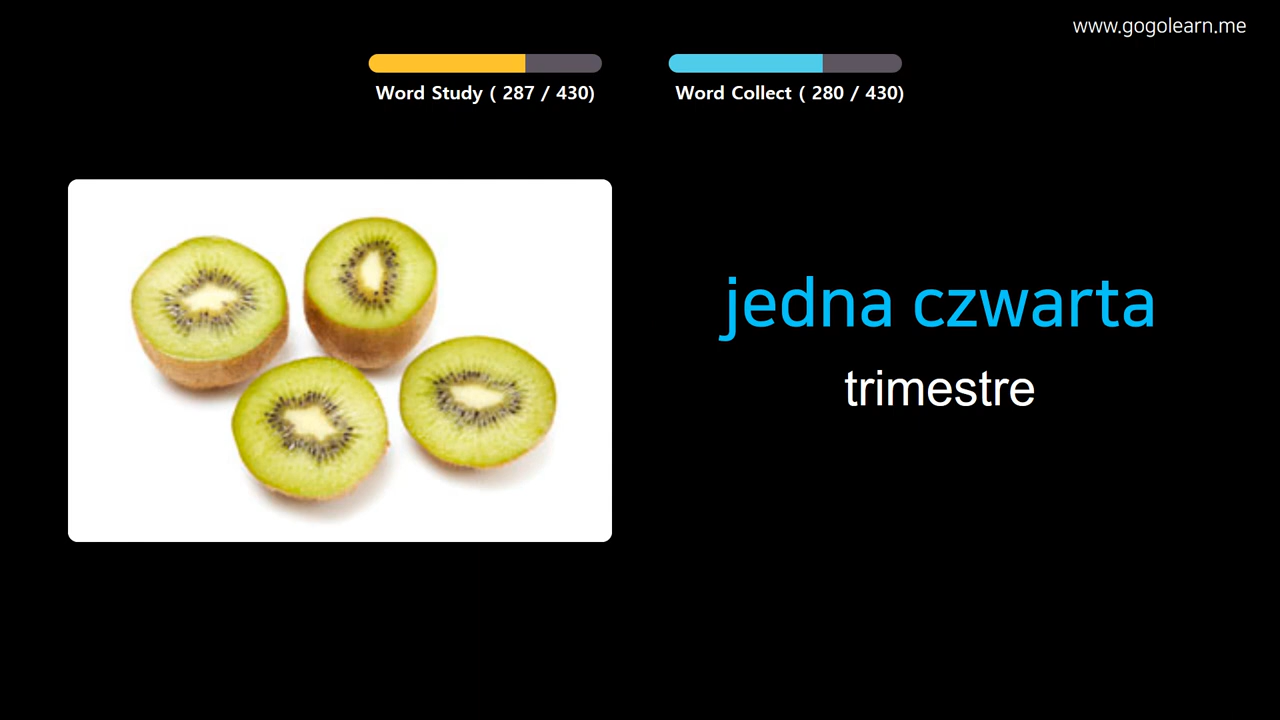 www.gogolearn.me
Word Study ( 287 / 430)
Word Collect ( 280 / 430)
jedna czwarta
trimestre